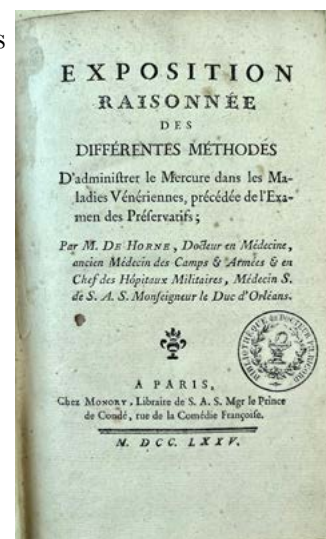 S
EXPOSITION
RAISONNÉE
DES
DIFFÉRENTES MÉTHODES
D'adminiſtrer le Mercure dans les Ma-
ladies Vénériennes, précédée de l'Exa-
men des Préſervatifs ;
Par M. DE HORNE, Docteur en Médecine,
ancien Médecin des Camps & Armées & en
Chef des Hôpitaux Militaires, Médecin S.
de S. A. S. Monſeigneur le Duc d'Orléans.
BIBLIOTHÈQUE du DOCTEUR
A PARIS,
Chez MONORY, Libraire de S. A. S. Mgr le Prince
de Condé, rue de la Comédie Françoiſe.
M. DCC. LXXV.